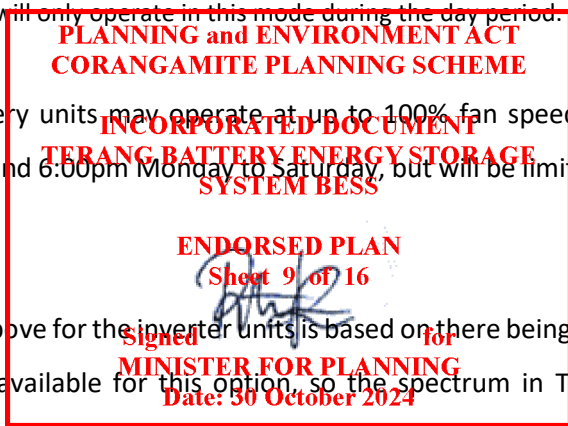 will only operate in this mode during the day period.
PLANNING and ENVIRONMENT ACT
CORANGAMITE PLANNING SCHEME
ery units may operate at up to 100% fan speed
INCORPORATED DOCUMENT
TERANG BATTERY ENERGY STORAGE
nd 6:00pm Monday to Saturday, but will be limit
SYSTEM BESS
ENDORSED PLAN
Sheet 9 of 16
ove for the inverter units is based on there being
Signed for
MINISTER FOR PLANNING
available for this option, so the spectrum in T
Date: 30 October 2024